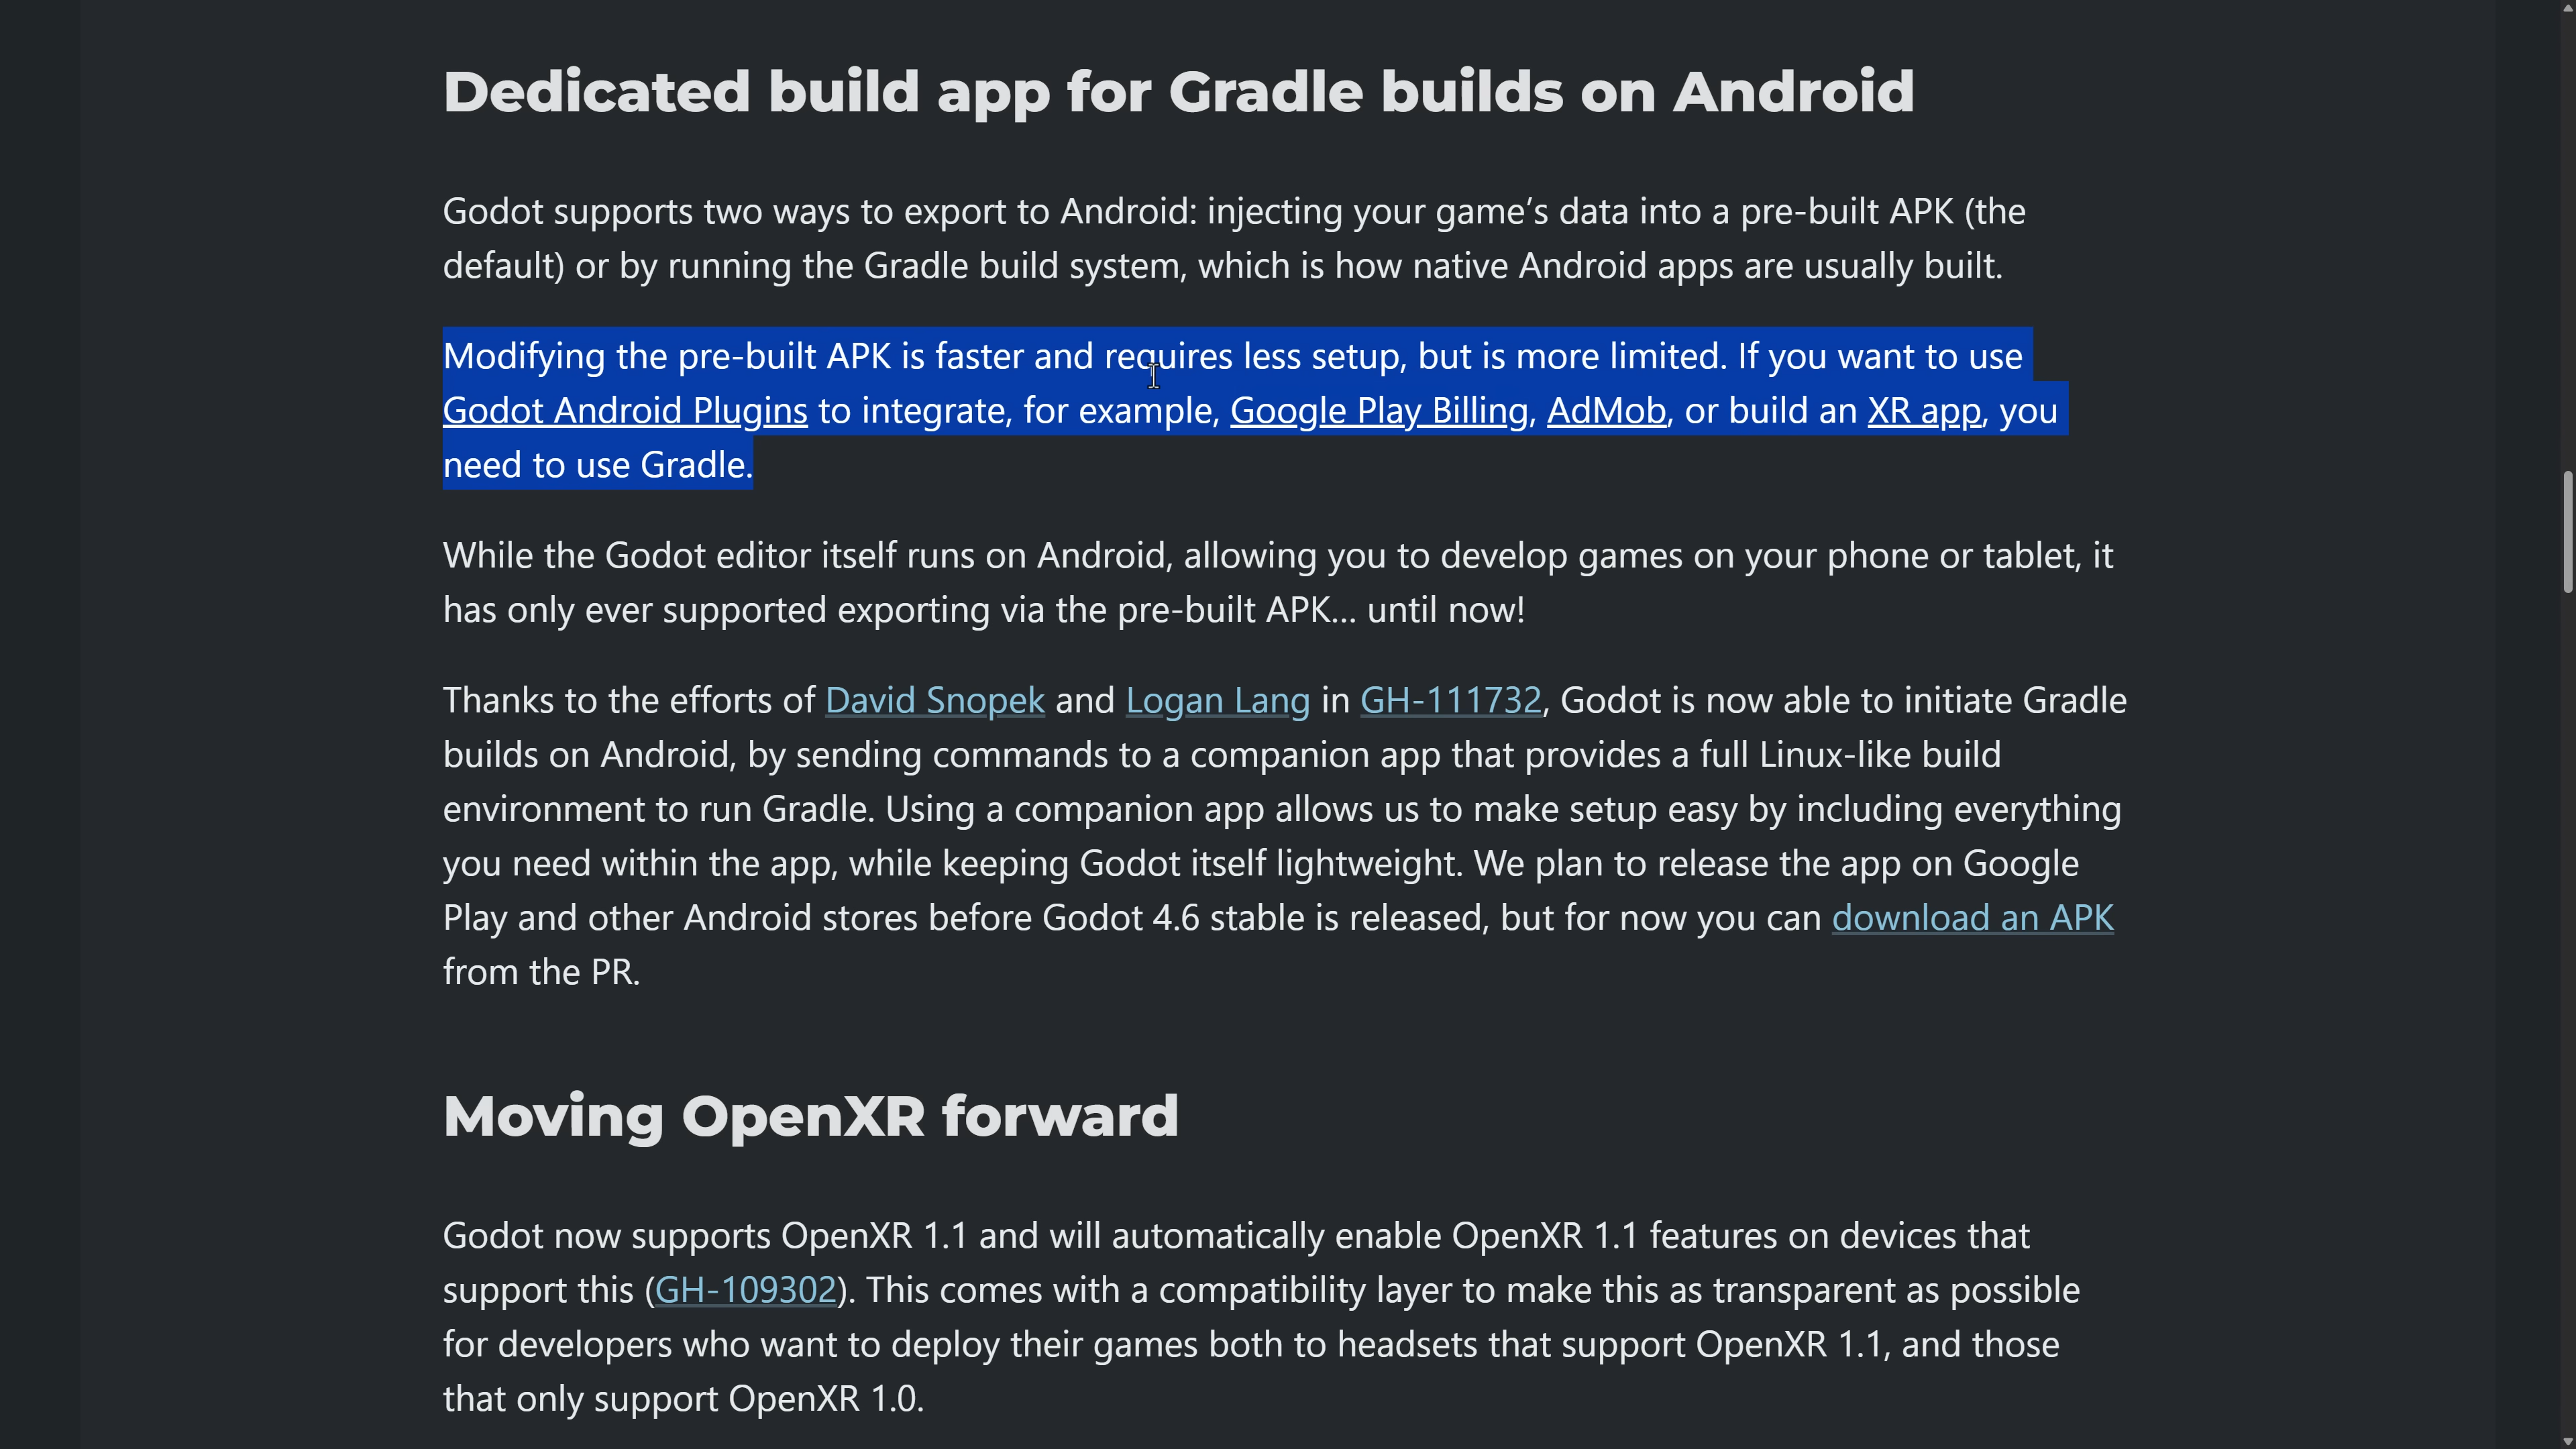 Dedicated build app for Gradle builds on Android
Godot supports two ways to export to Android: injecting your game’s data into a pre-built APK (the
default) or by running the Gradle build system, which is how native Android apps are usually built.
Modifying the pre-built APK is faster and requires less setup, but is more limited. If you want to use
Godot Android Plugins to integrate, for example, Google Play Billing, AdMob, or build an XR app, you
need to use Gradle.
While the Godot editor itself runs on Android, allowing you to develop games on your phone or tablet, it
has only ever supported exporting via the pre-built APK… until now!
Thanks to the efforts of David Snopek and Logan Lang in GH-111732, Godot is now able to initiate Gradle
builds on Android, by sending commands to a companion app that provides a full Linux-like build
environment to run Gradle. Using a companion app allows us to make setup easy by including everything
you need within the app, while keeping Godot itself lightweight. We plan to release the app on Google
Play and other Android stores before Godot 4.6 stable is released, but for now you can download an APK
from the PR.
Moving OpenXR forward
Godot now supports OpenXR 1.1 and will automatically enable OpenXR 1.1 features on devices that
support this (GH-109302). This comes with a compatibility layer to make this as transparent as possible
for developers who want to deploy their games both to headsets that support OpenXR 1.1, and those
that only support OpenXR 1.0.